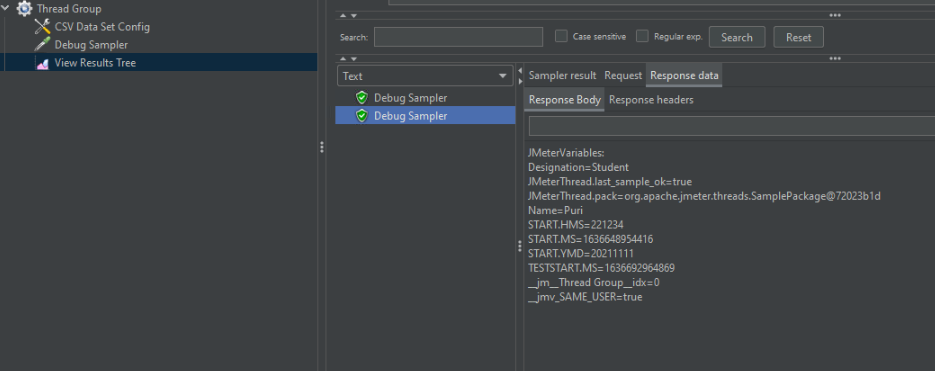 Thread Group
CSV Data Set Config
Debug Sampler
View Results Tree
Search:
Case sensitive
Regular exp.
Search
Reset
Text
Debug Sampler
Debug Sampler
Sampler result Request Response data
Response Body Response headers
JMeterVariables:
Designation=Student
JMeterThread.last_sample_ok=true
JMeterThread.pack=org.apache.jmeter.threads.SamplePackage@72023b1d
Name=Puri
START.HMS=221234
START.MS=1636648954416
START.YMD=20211111
TESTSTART.MS=1636692964869
__jm__Thread Group__idx=0
__jmv_SAME_USER=true